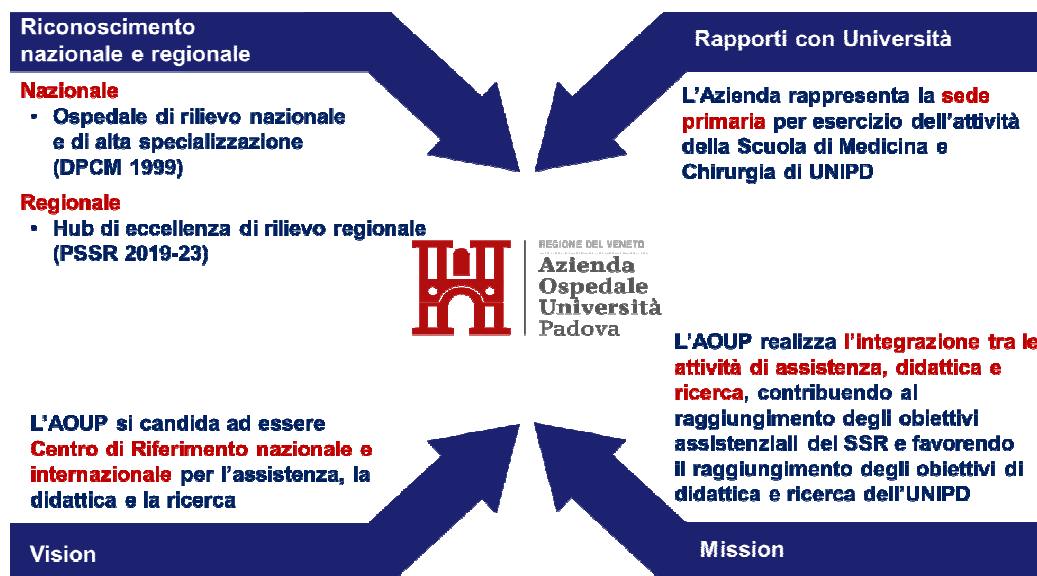 Riconoscimento
nazionale e regionale
Nazionale
• Ospedale di rilievo nazionale
e di alta specializzazione
(DPCM 1999)
Regionale
• Hub di eccellenza di rilievo regionale
(PSSR 2019-23)
Rapporti con Università
L'Azienda rappresenta la sede
primaria per esercizio dell'attività
della Scuola di Medicina e
Chirurgia di UNIPD
REGIONE DEL VENETO
Azienda
Ospedale
Università
Padova
L'AOUP si candida ad essere
Centro di Riferimento nazionale e
internazionale per l'assistenza, la
didattica e la ricerca
Vision
L'AOUP realizza l'integrazione tra le
attività di assistenza, didattica e
ricerca, contribuendo al
raggiungimento degli obiettivi
assistenziali del SSR e favorendo
il raggiungimento degli obiettivi di
didattica e ricerca dell'UNIPD
Mission